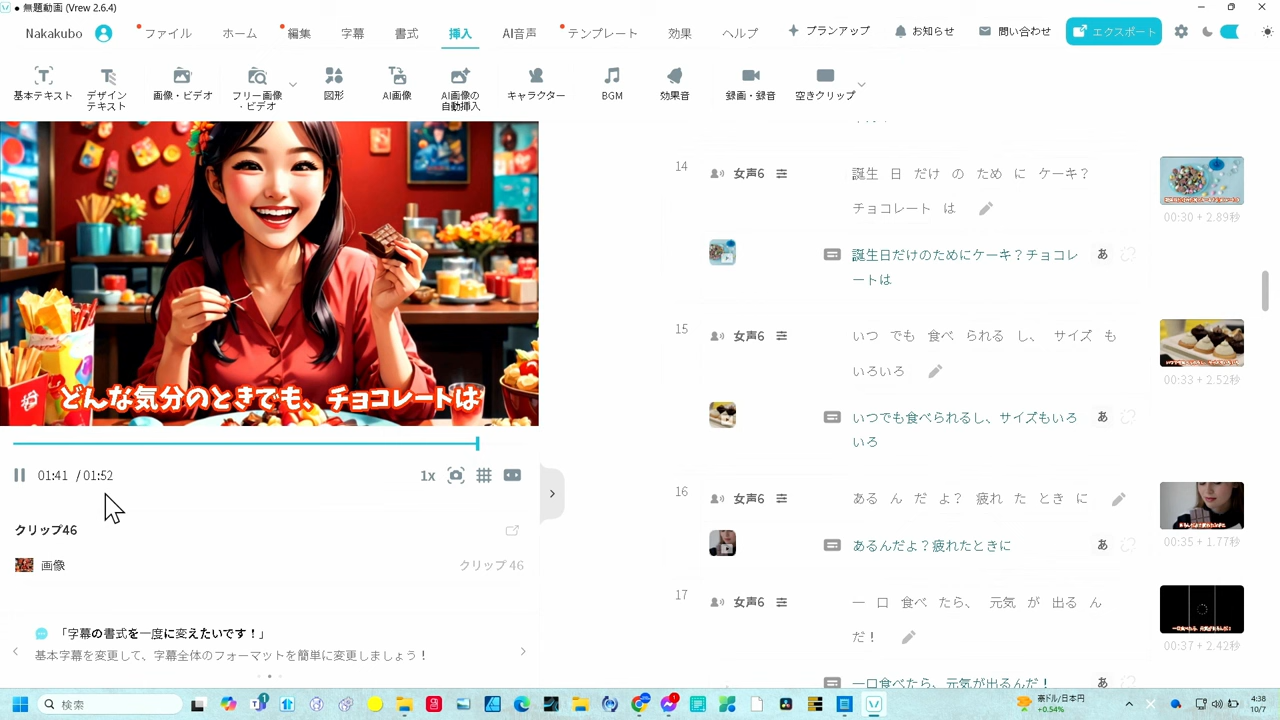 無題動画 (Vrew 2.6.4)
Nakakubo ファイル ホーム 編集 字幕 書式 挿入 AI音声 テンプレート 効果 ヘルプ プランアップ お知らせ 問い合わせ エクスポート
基本テキスト デザイン 画像・ビデオ フリー画像 図形 AI画像 AI画像の キャラクター BGM 効果音 録画・録音 空きクリップ
テキスト ・ビデオ 自動挿入
どんな気分のときでも、チョコレートは
01:41 / 01:52 1x
クリップ46
画像 クリップ 46
「字幕の書式を一度に変えたいです！」
基本字幕を変更して、字幕全体のフォーマットを簡単に変更しましょう！
14 女声6 誕生 日 だけ の ため に ケーキ？
チョコレート は
00:30 + 2.89秒
誕生日だけのためにケーキ？チョコレ あ
ートは
15 女声6 いつ でも 食べ られる し、 サイズ も
いろいろ
00:33 + 2.52秒
いつでも食べられるし、サイズもいろ あ
いろ
16 女声6 ある ん だ よ？ 疲れ た とき に
00:35 + 1.77秒
あるんだよ？疲れたときに あ
17 女声6 一 口 食べ たら、 元気 が 出る ん
だ！
00:37 + 2.42秒
一口食べたら、元気が出るんだ！ あ
検索
豪ドル/日本円
+0.54%
4:38
10/7